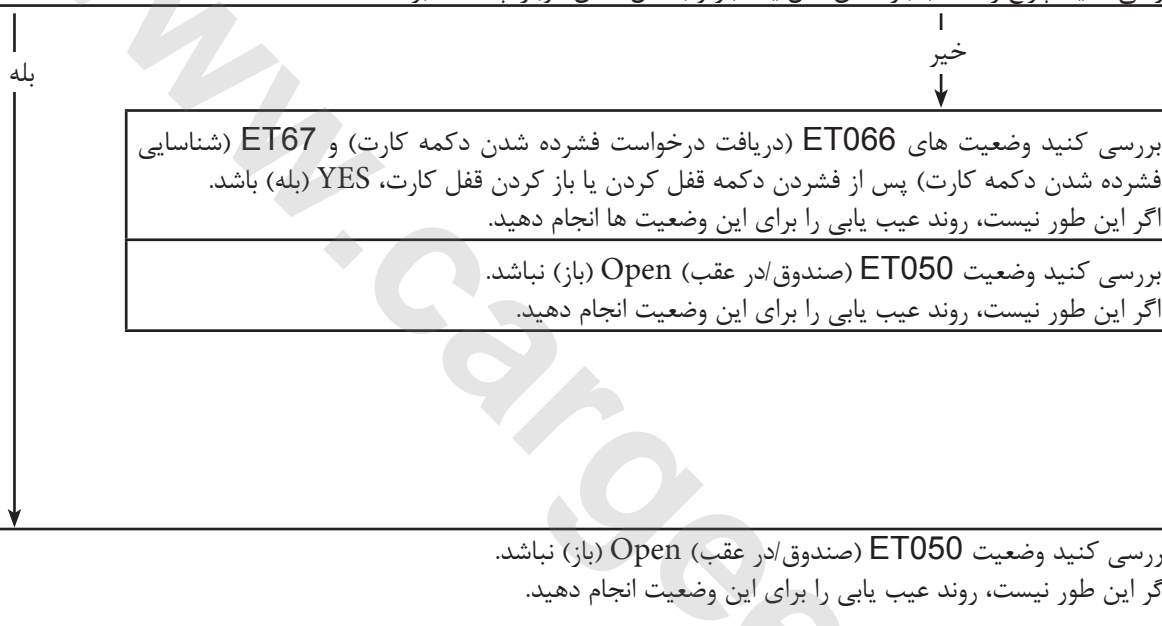 خیر
بله
بررسی کنید وضعیت های ET066 (دریافت درخواست فشرده شدن دکمه کارت) و ET67 (شناسایی
فشرده شدن دکمه کارت) پس از فشردن دکمه قفل کردن یا باز کردن قفل کارت، YES (بله) باشد.
اگر این طور نیست، روند عیب یابی را برای این وضعیت ها انجام دهید.
بررسی کنید وضعیت ET050 (صندوق/در عقب) Open (باز) نباشد.
اگر این طور نیست، روند عیب یابی را برای این وضعیت انجام دهید.
ررسی کنید وضعیت ET050 (صندوق/در عقب) Open (باز) نباشد.
گر این طور نیست، روند عیب یابی را برای این وضعیت انجام دهید.
www.carge